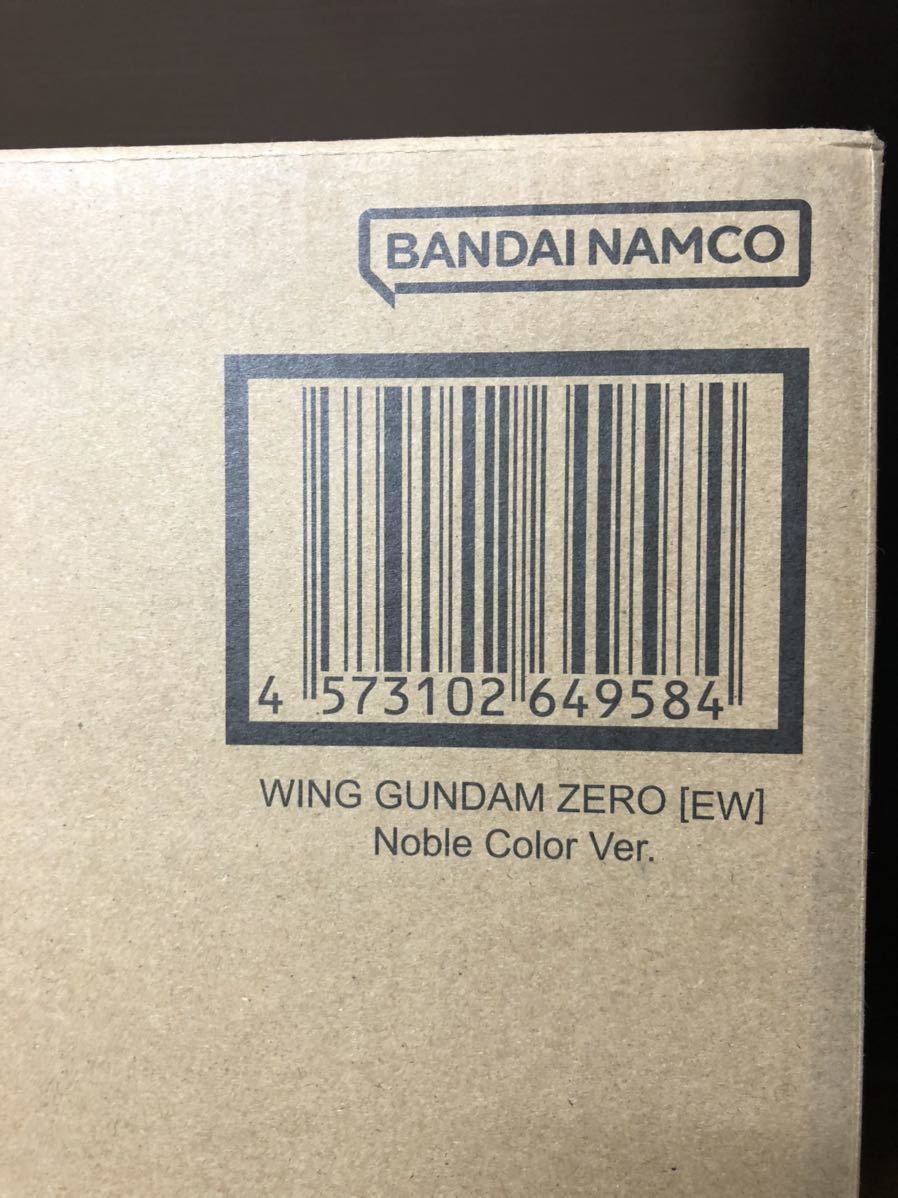 BANDAI NAMCO
4 573102 649584
WING GUNDAM ZERO [EW]
Noble Color Ver.